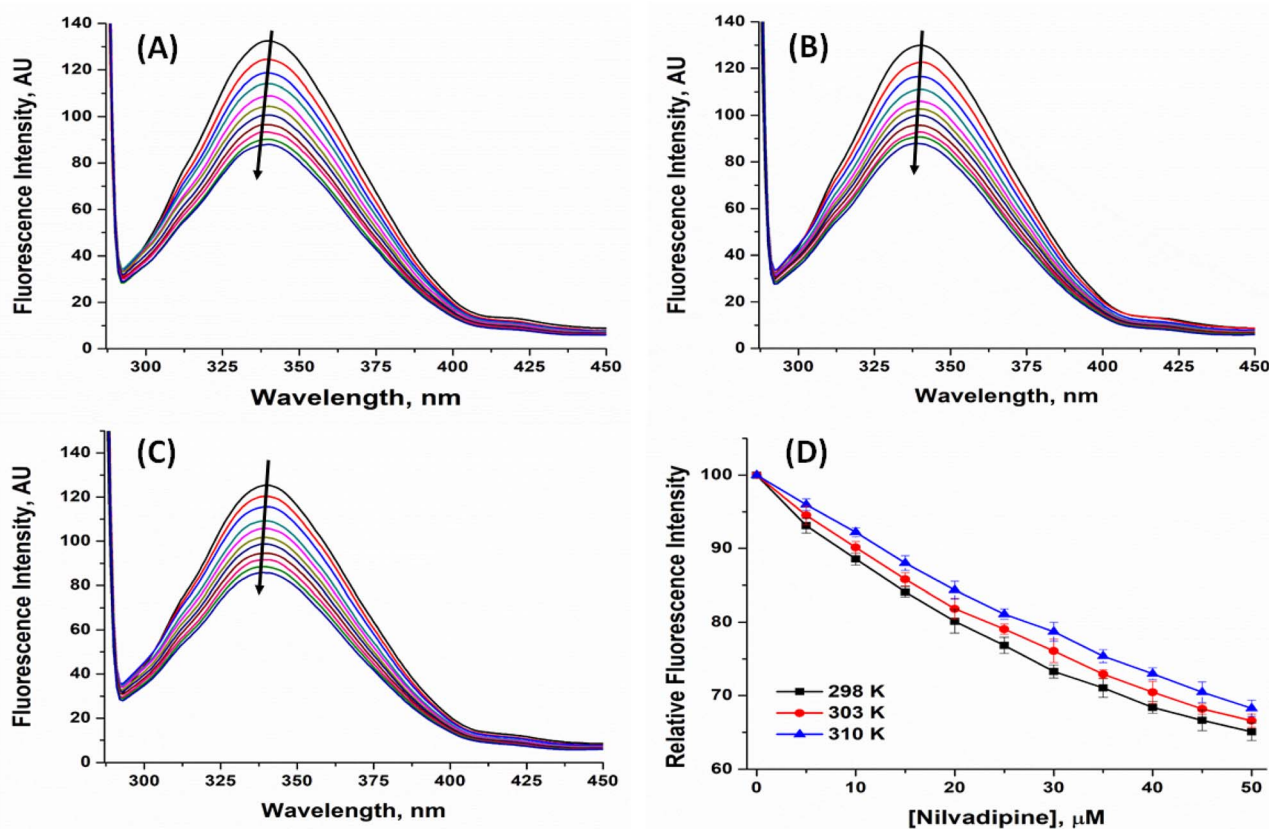 (A)
Fluorescence Intensity, AU
140
120
100
80
60
40
20
0
300 325 350 375 400 425 450
Wavelength, nm
(B)
Fluorescence Intensity, AU
140
120
100
80
60
40
20
0
300 325 350 375 400 425 450
Wavelength, nm
(C)
Fluorescence Intensity, AU
140
120
100
80
60
40
20
0
300 325 350 375 400 425 450
Wavelength, nm
(D)
Relative Fluorescence Intensity
100
90
80
70
60
298 K
303 K
310 K
0 10 20 30 40 50
[Nilvadipine], μM